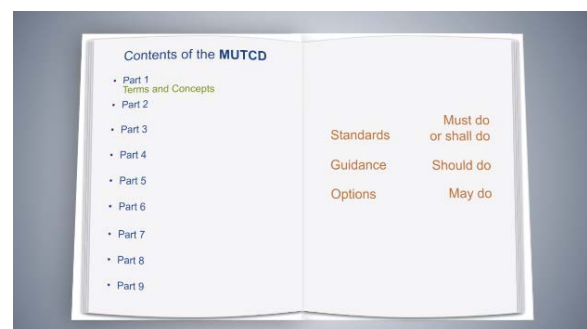 Contents of the MUTCD
• Part 1
Terms and Concepts
• Part 2
• Part 3
• Part 4
• Part 5
• Part 6
• Part 7
• Part 8
• Part 9
Must do
Standards or shall do
Guidance Should do
Options May do